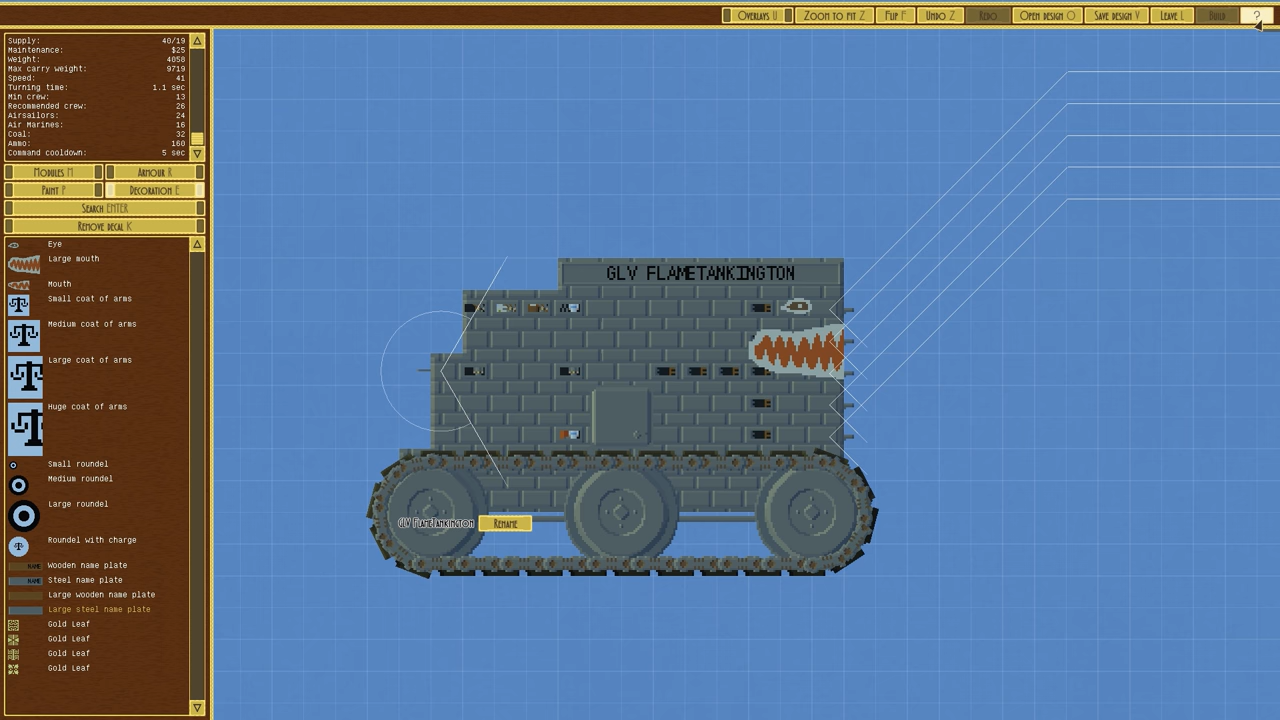 Overlays U
Zoom to fit Z
Flip F
Undo Z
Redo
Open design O
Save design V
Leave L
Build
?
Supply: 40/19
Maintenance: $25
Weight: 4058
Max carry weight: 9719
Speed: 41
Turning time: 1.1 sec
Min crew: 13
Recommended crew: 26
Airsailors: 24
Air Marines: 16
Coal: 32
Ammo: 160
Command cooldown: 5 sec
Modules M
Armour R
Paint P
Decoration E
Search ENTER
Remove decal K
Eye
Large mouth
Mouth
Small coat of arms
Medium coat of arms
Large coat of arms
Huge coat of arms
Small roundel
Medium roundel
Large roundel
Roundel with charge
NAME
Wooden name plate
NAME
Steel name plate
Large wooden name plate
Large steel name plate
Gold Leaf
Gold Leaf
Gold Leaf
Gold Leaf
GLV FLAMETANKINGTON
GLV FlameTankington
Rename